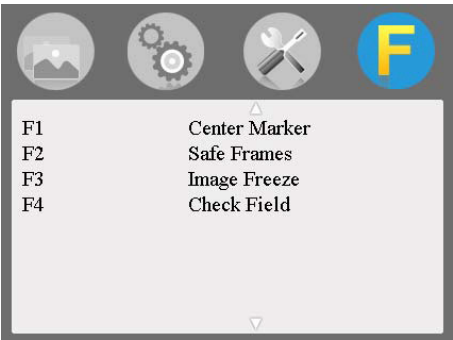 F
F1 Center Marker
F2 Safe Frames
F3 Image Freeze
F4 Check Field